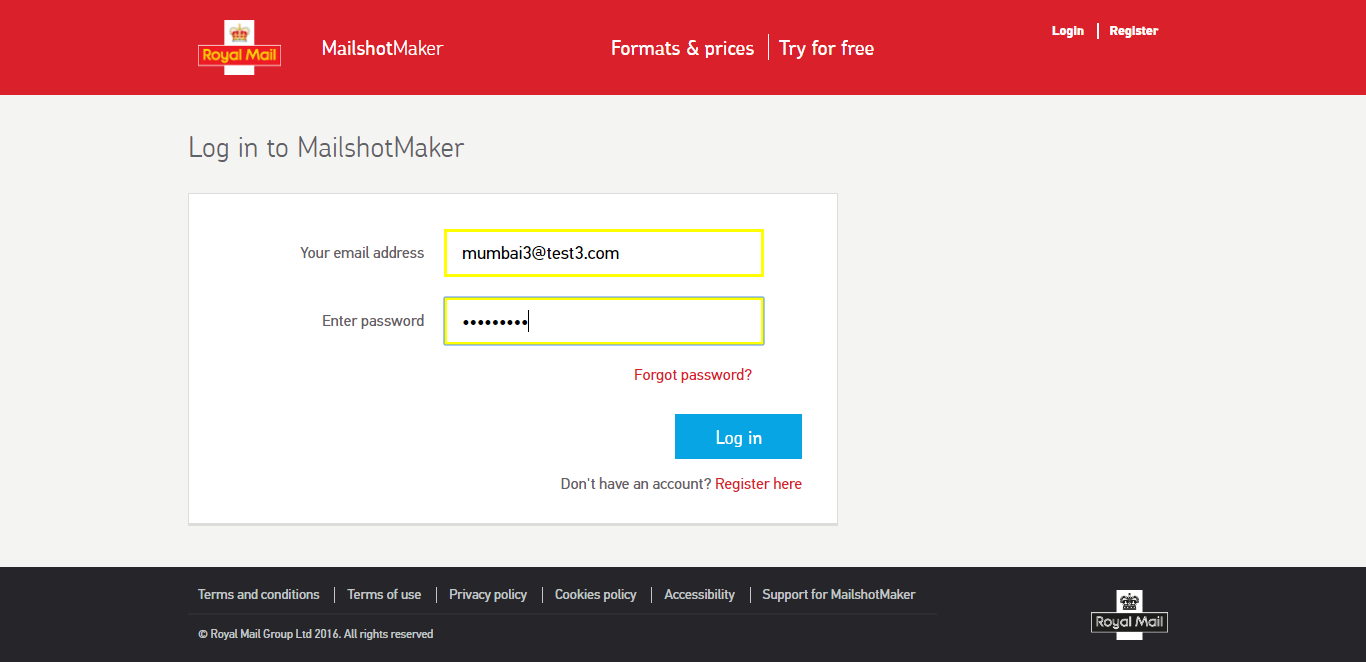 Royal Mail
MailshotMaker
Formats & prices
Try for free
Login
Register
Log in to MailshotMaker
Your email address
mumbai3@test3.com
Enter password
•••••••••
Forgot password?
Log in
Don't have an account? Register here
Terms and conditions
Terms of use
Privacy policy
Cookies policy
Accessibility
Support for MailshotMaker
© Royal Mail Group Ltd 2016. All rights reserved
Royal Mail